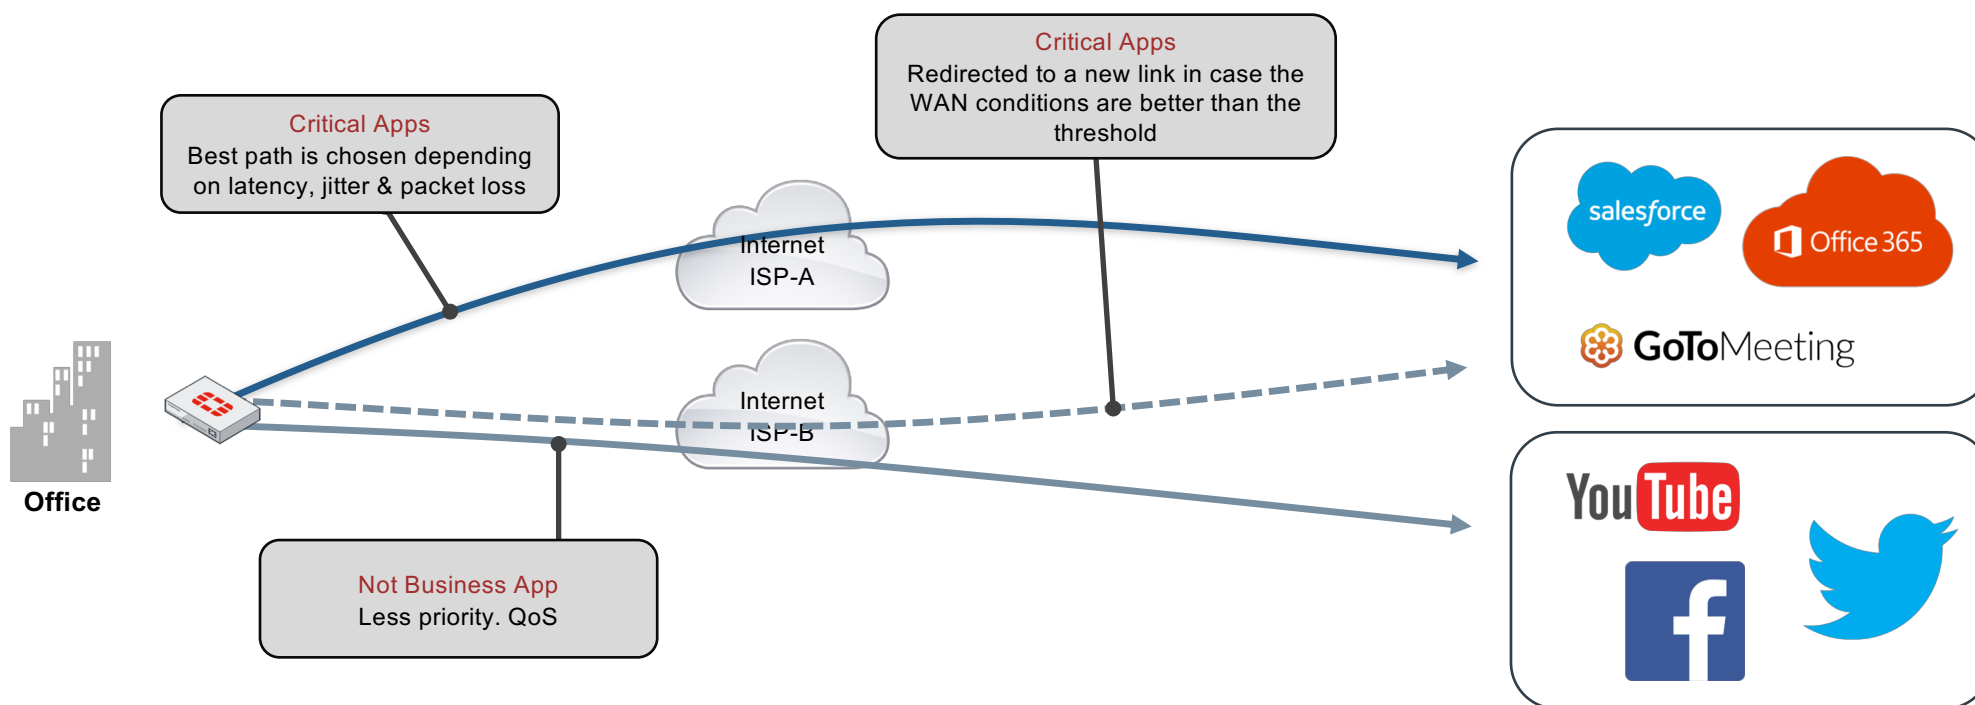 Critical Apps
Redirected to a new link in case the
WAN conditions are better than the
threshold
Critical Apps
Best path is chosen depending
on latency, jitter & packet loss
Internet
ISP-A
salesforce
Office 365
GoToMeeting
Internet
ISP-B
Office
YouTube
Not Business App
Less priority. QoS
f